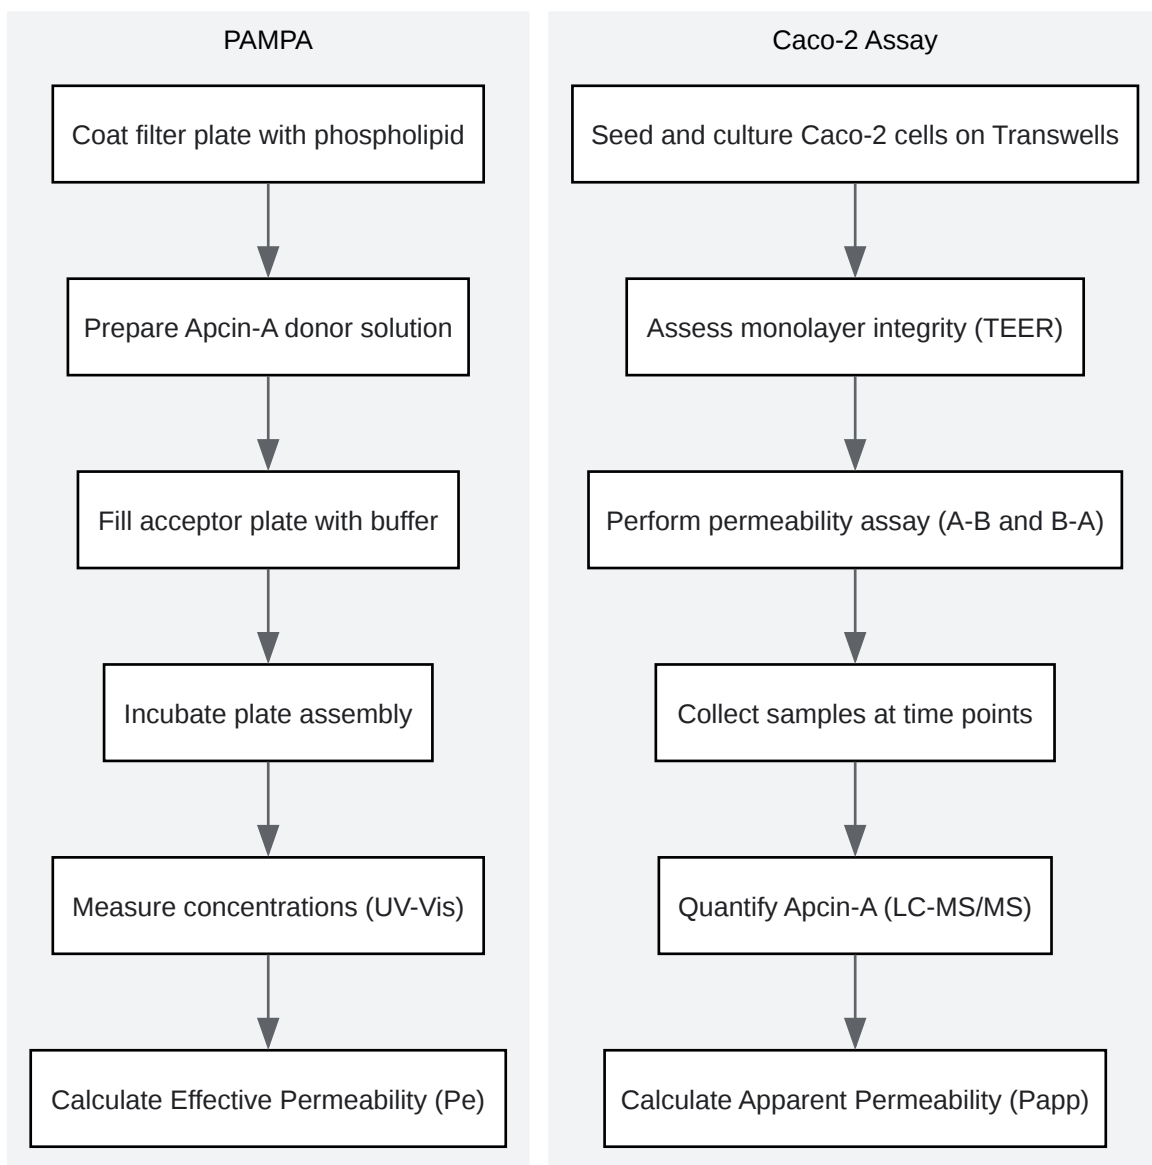 PAMPA
Coat filter plate with phospholipid
Prepare Apcin-A donor solution
Fill acceptor plate with buffer
Incubate plate assembly
Measure concentrations (UV-Vis)
Calculate Effective Permeability (Pe)
Caco-2 Assay
Seed and culture Caco-2 cells on Transwells
Assess monolayer integrity (TEER)
Perform permeability assay (A-B and B-A)
Collect samples at time points
Quantify Apcin-A (LC-MS/MS)
Calculate Apparent Permeability (Papp)